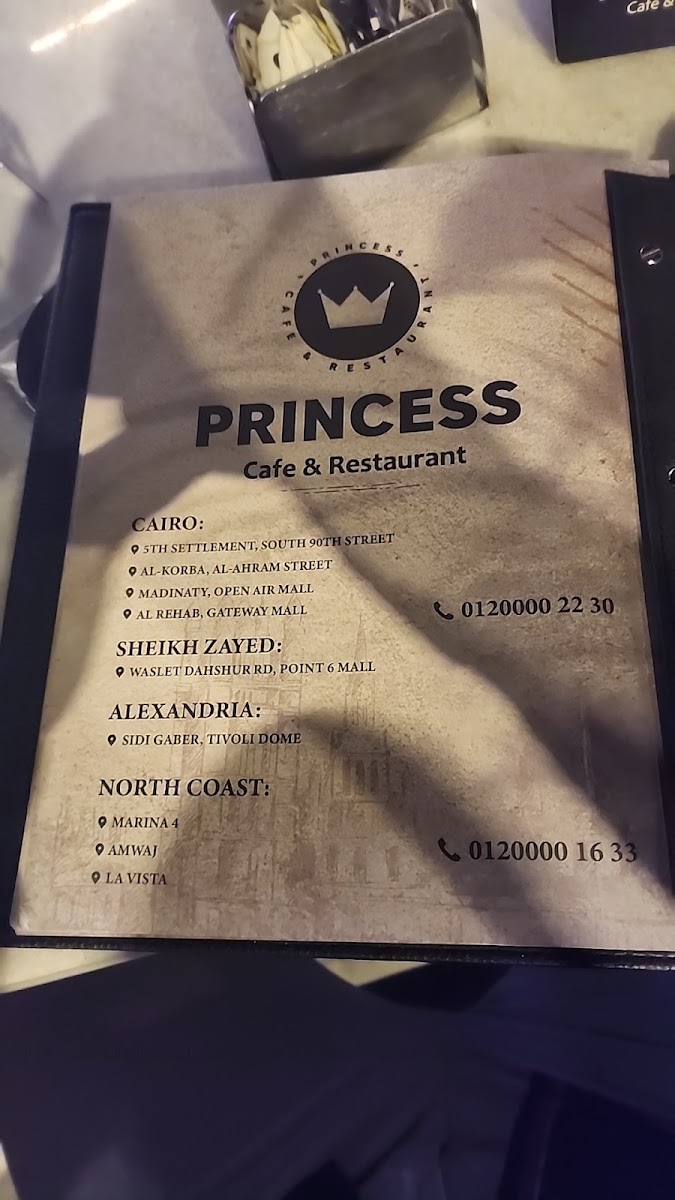 Cafe &
PRINCESS
CAFE & RESTAURANT
PRINCESS
Cafe & Restaurant
CAIRO:
5TH SETTLEMENT, SOUTH 90TH STREET
AL-KORBA, AL-AHRAM STREET
MADINATY, OPEN AIR MALL
AL REHAB, GATEWAY MALL
0120000 22 30
SHEIKH ZAYED:
WASLET DAHSHUR RD, POINT 6 MALL
ALEXANDRIA:
SIDI GABER, TIVOLI DOME
NORTH COAST:
MARINA 4
AMWAJ
LA VISTA
0120000 16 33